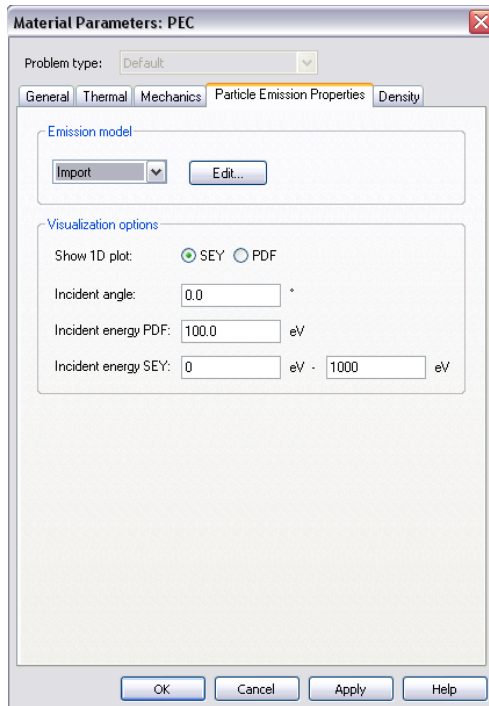 Material Parameters: PEC
Problem type: Default
General Thermal Mechanics Particle Emission Properties Density
Emission model
Import Edit...
Visualization options
Show 1D plot: SEY PDF
Incident angle: 0.0 °
Incident energy PDF: 100.0 eV
Incident energy SEY: 0 eV - 1000 eV
OK Cancel Apply Help